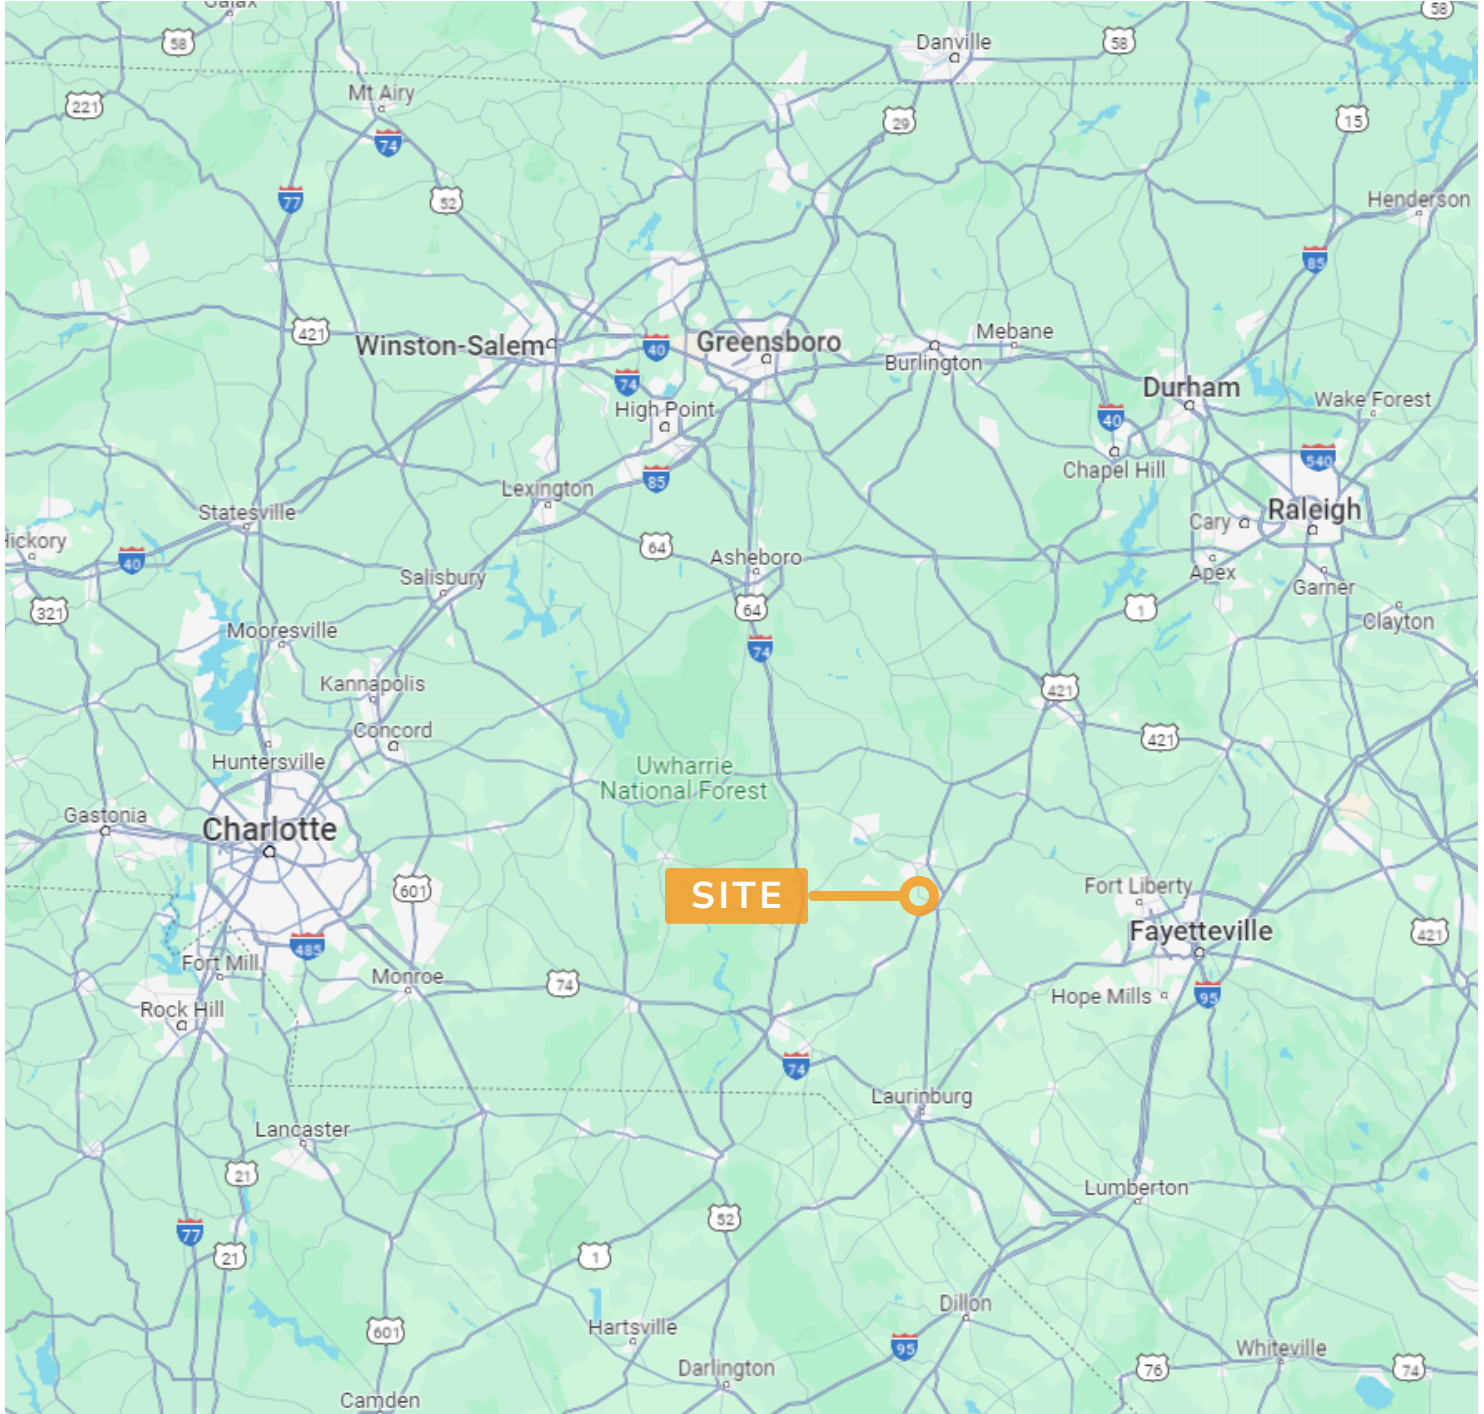 Galax
58
Danville
58
58
Mt Airy
221
74
29
15
77
52
Henderson
85
421
Winston-Salem
40
Greensboro
Mebane
Burlington
74
High Point
Durham
Wake Forest
40
Chapel Hill
540
85
Lexington
Statesville
Raleigh
Cary
Hickory
40
64
Asheboro
Apex
Garner
Salisbury
321
64
1
Clayton
Mooresville
74
Kannapolis
421
Concord
421
Huntersville
Uwharrie
National Forest
Gastonia
Charlotte
601
SITE
Fort Liberty
Fayetteville
421
485
Fort Mill
Monroe
74
Hope Mills
95
Rock Hill
74
Laurinburg
Lancaster
21
Lumberton
52
77
21
1
Dillon
601
Hartsville
95
Whiteville
Darlington
76
74
Camden